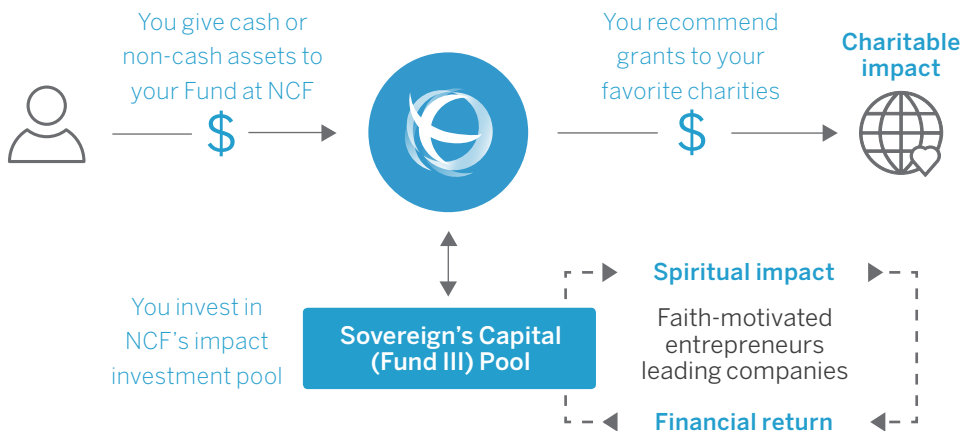 You give cash or
non-cash assets to
your Fund at NCF
$
You recommend
grants to your
favorite charities
$
Charitable
impact
You invest in
NCF’s impact
investment pool
Sovereign’s Capital
(Fund III) Pool
Spiritual impact
Faith-motivated
entrepreneurs
leading companies
Financial return